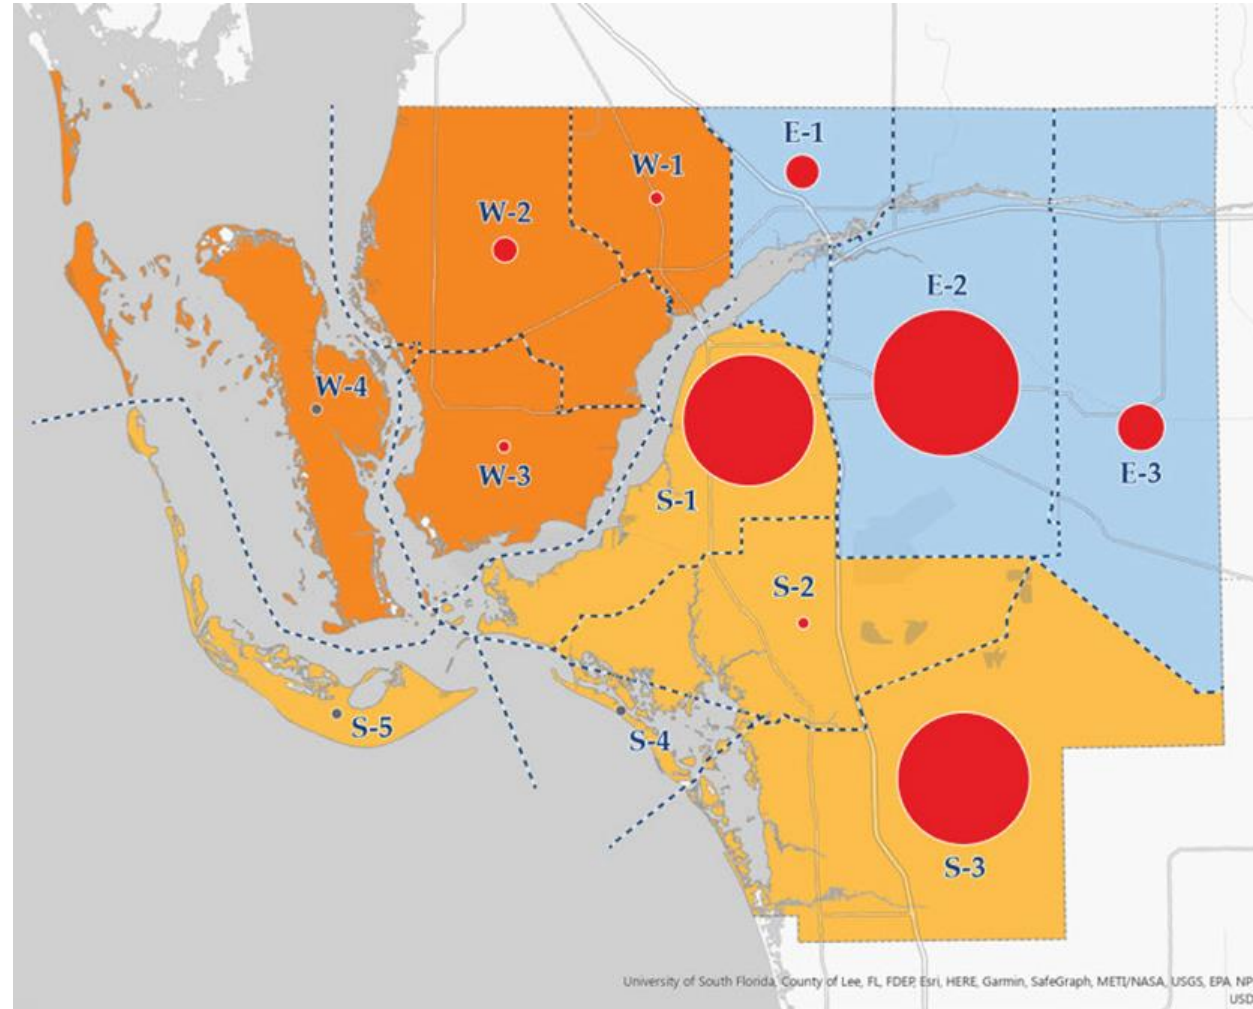 E-1
W-1
W-2
E-2
W-4
W-3
E-3
S-1
S-2
S-5
S-4
S-3
University of South Florida, County of Lee, FL, FDEP, Esri, HERE, Garmin, SafeGraph, METI/NASA, USGS, EPA, NP
USD